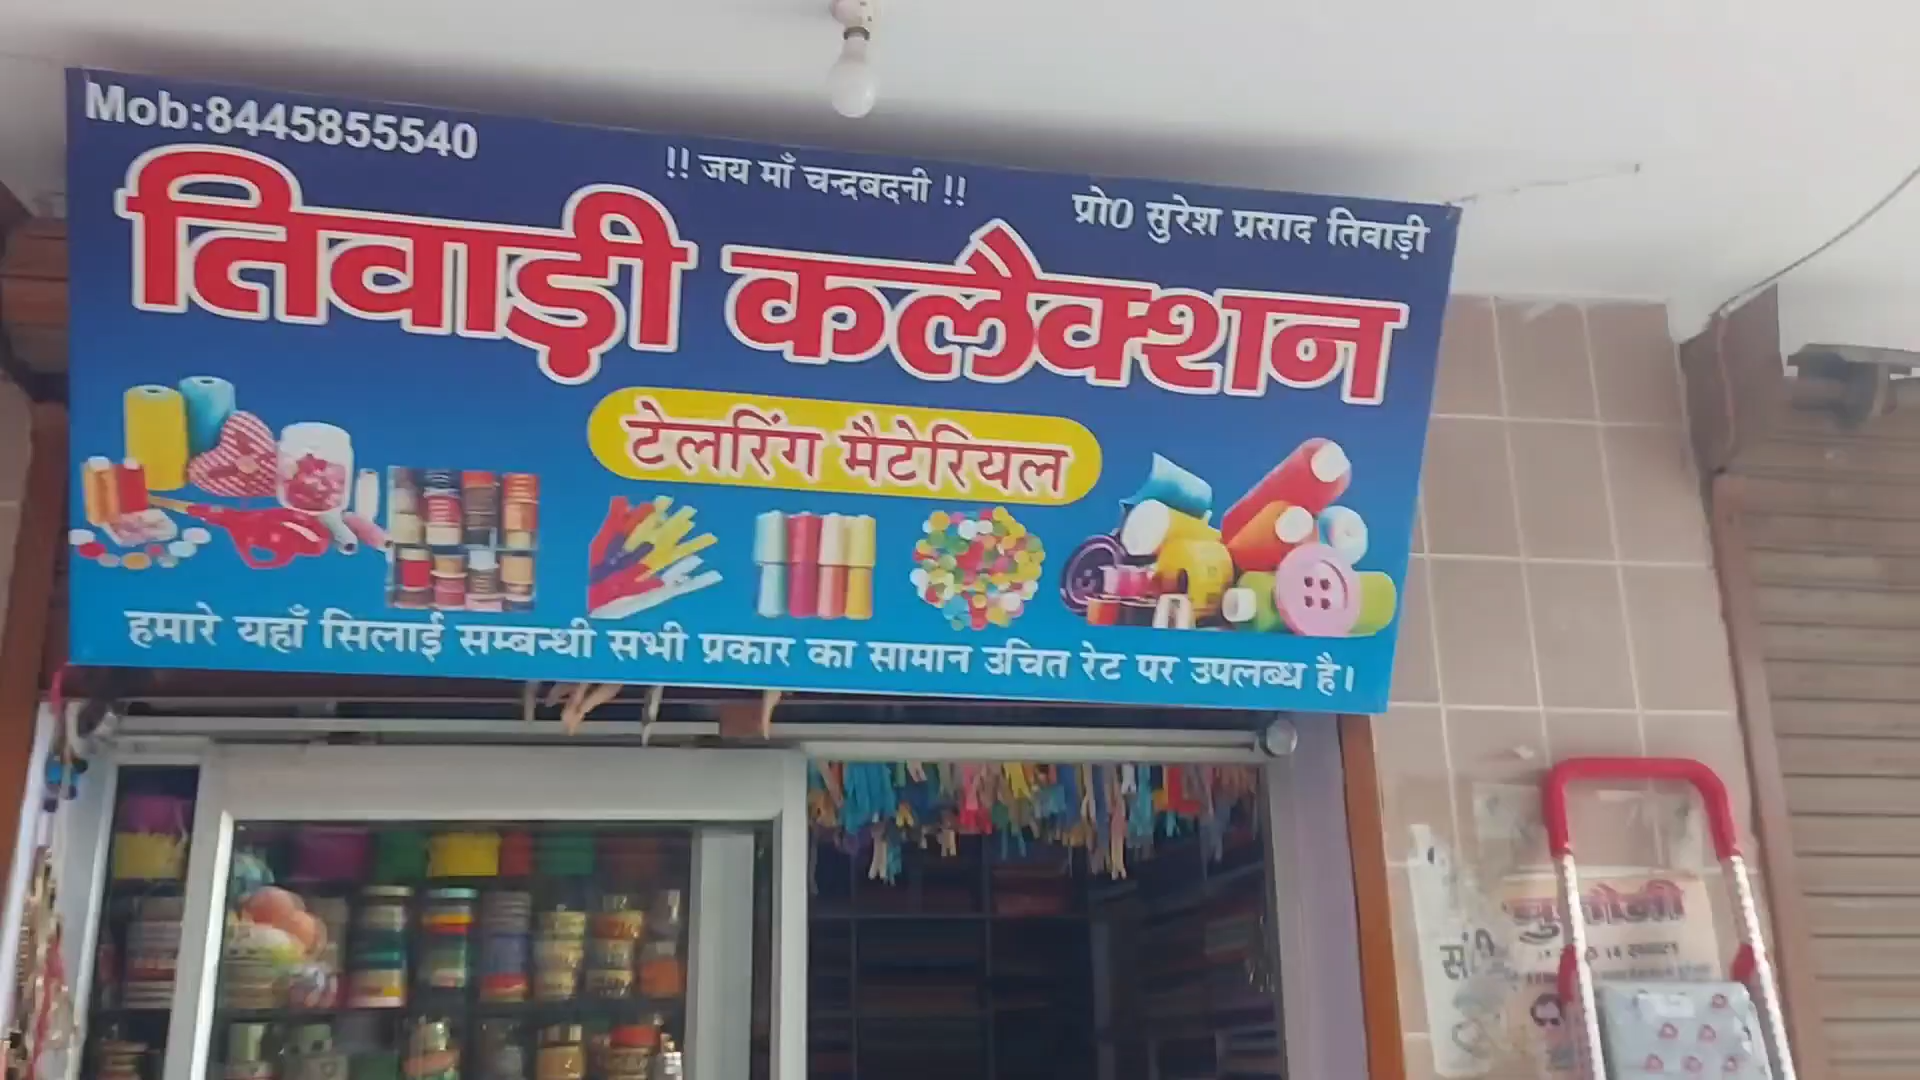 Mob:8445855540
!! जय माँ चन्द्रबदनी !!
प्रो0 सुरेश प्रसाद तिवाड़ी
तिवाड़ी कलैक्शन
टेलरिंग मैटेरियल
हमारे यहाँ सिलाई सम्बन्धी सभी प्रकार का सामान उचित रेट पर उपलब्ध है।